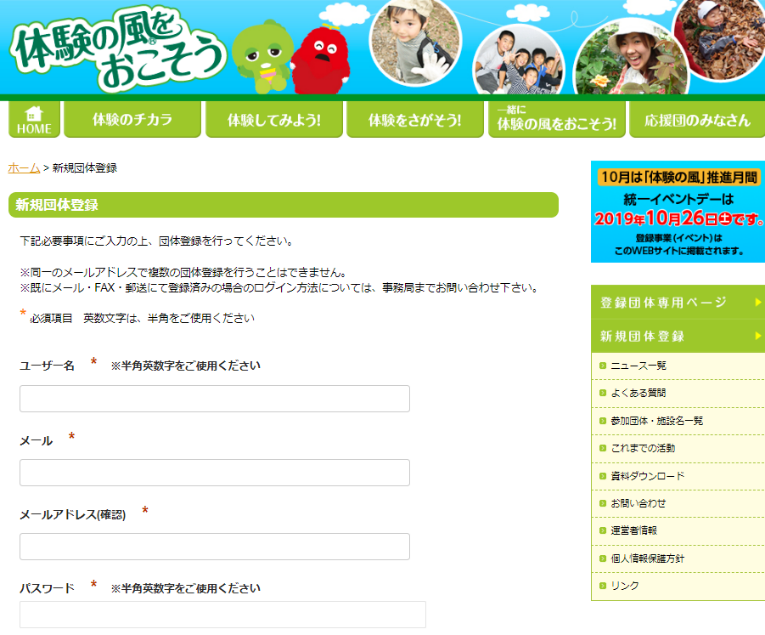 体験の風を
おこそう
HOME
体験のチカラ
体験してみよう!
体験をさがそう!
一緒に
体験の風をおこそう!
応援団のみなさん
ホーム > 新規団体登録
新規団体登録
下記必要事項にご入力の上、団体登録を行ってください。
※同一のメールアドレスで複数の団体登録を行うことはできません。
※既にメール・FAX・郵送にて登録済みの場合のログイン方法については、事務局までお問い合わせ下さい。
* 必須項目 英数文字は、半角をご使用ください
ユーザー名 * ※半角英数字をご使用ください
メール *
メールアドレス(確認) *
パスワード * ※半角英数字をご使用ください
10月は「体験の風」推進月間
統一イベントデーは
2019年10月26日土です。
登録事業(イベント)は
このWEBサイトに掲載されます。
登録団体専用ページ
新規団体登録
ニュース一覧
よくある質問
参加団体・施設名一覧
これまでの活動
資料ダウンロード
お問い合わせ
運営者情報
個人情報保護方針
リンク